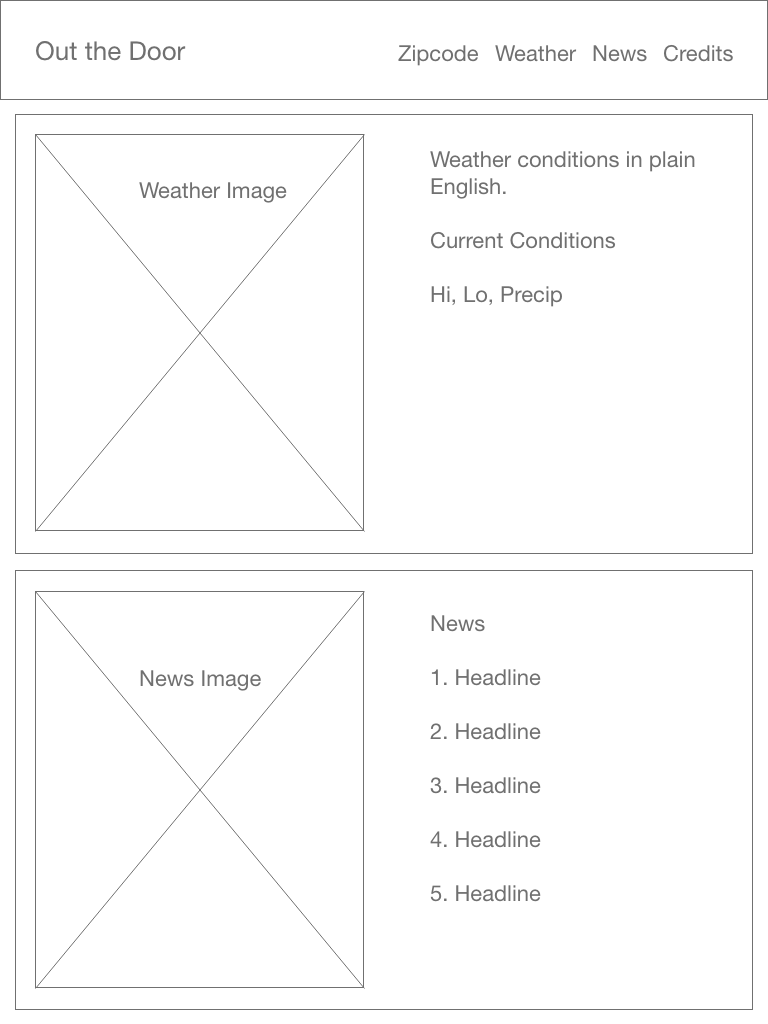 Out the Door
Zipcode Weather News Credits
Weather Image
Weather conditions in plain
English.
Current Conditions
Hi, Lo, Precip
News Image
News
1. Headline
2. Headline
3. Headline
4. Headline
5. Headline